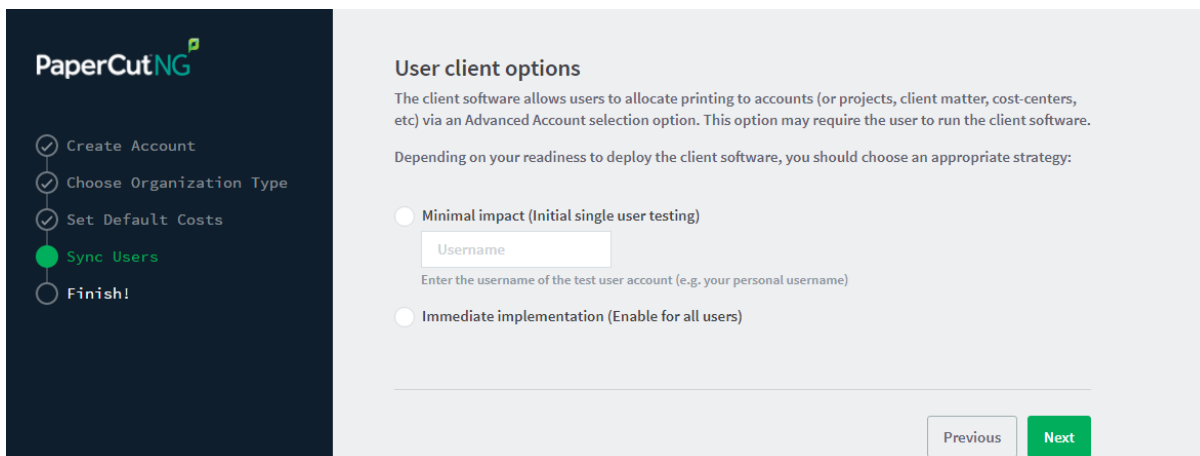 PaperCut NG
Create Account
Choose Organization Type
Set Default Costs
Sync Users
Finish!
User client options
The client software allows users to allocate printing to accounts (or projects, client matter, cost-centers,
etc) via an Advanced Account selection option. This option may require the user to run the client software.
Depending on your readiness to deploy the client software, you should choose an appropriate strategy:
Minimal impact (Initial single user testing)
Username
Enter the username of the test user account (e.g. your personal username)
Immediate implementation (Enable for all users)
Previous
Next